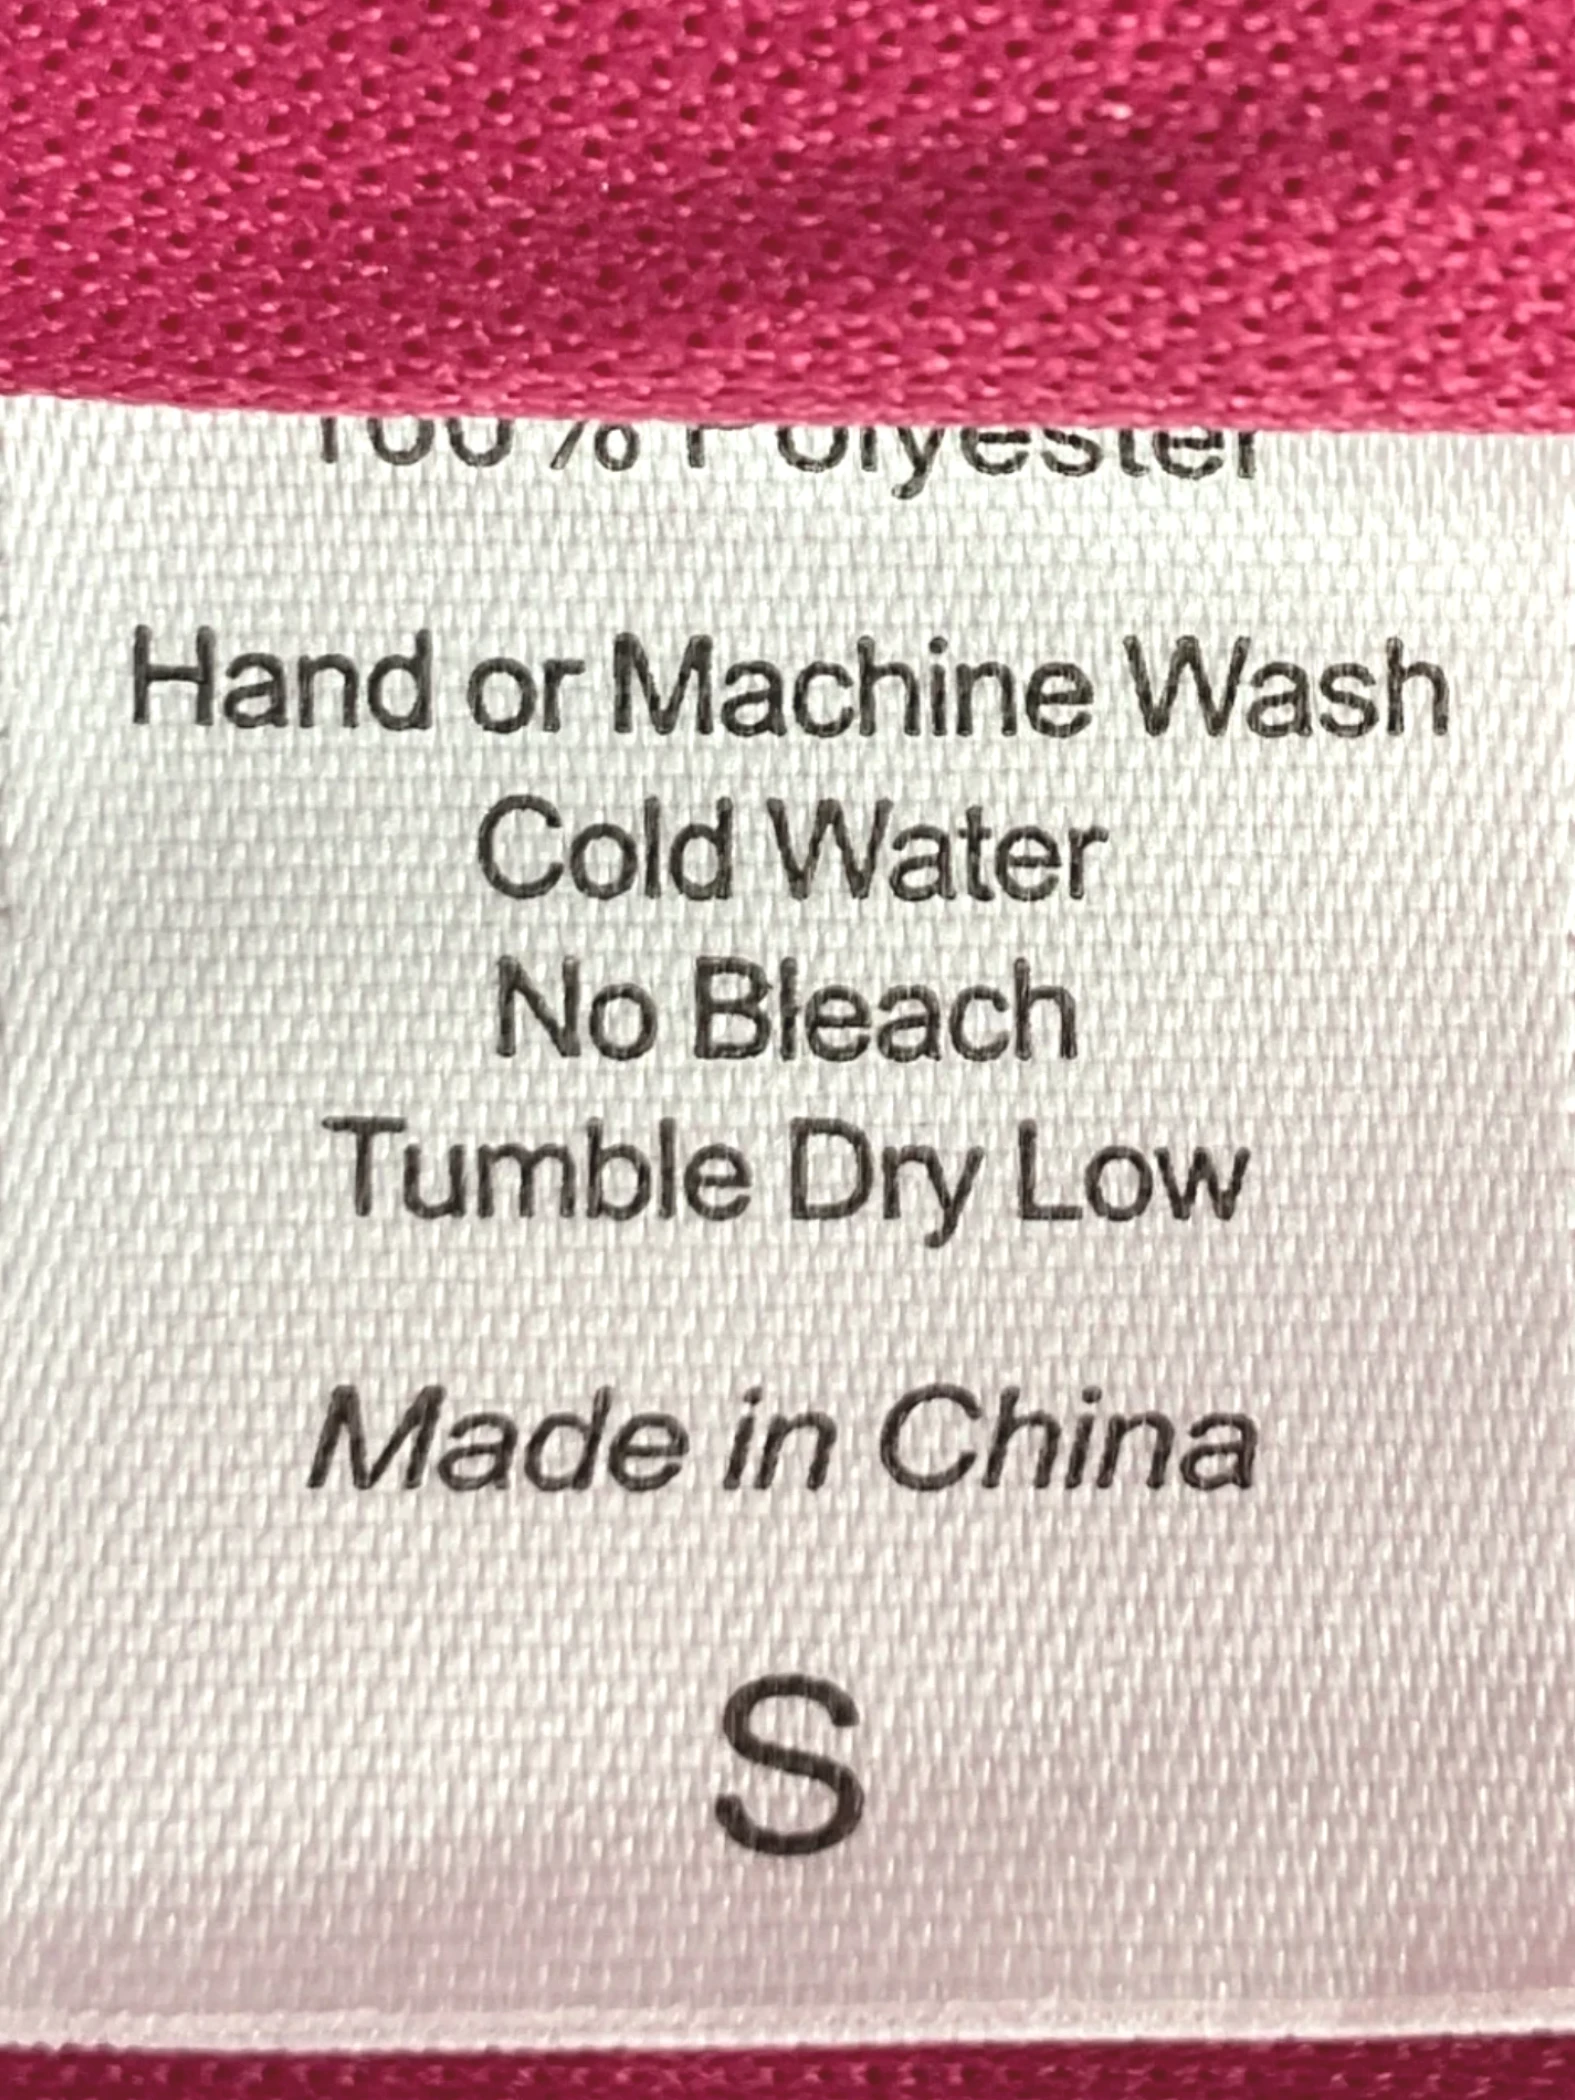 100% Polyester
Hand or Machine Wash
Cold Water
No Bleach
Tumble Dry Low
Made in China
S